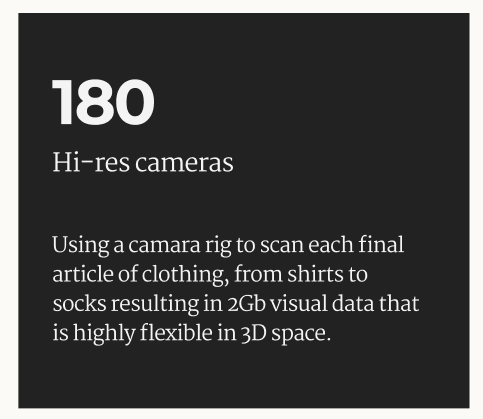 180
Hi-res cameras
Using a camara rig to scan each final
article of clothing, from shirts to
socks resulting in 2Gb visual data that
is highly flexible in 3D space.